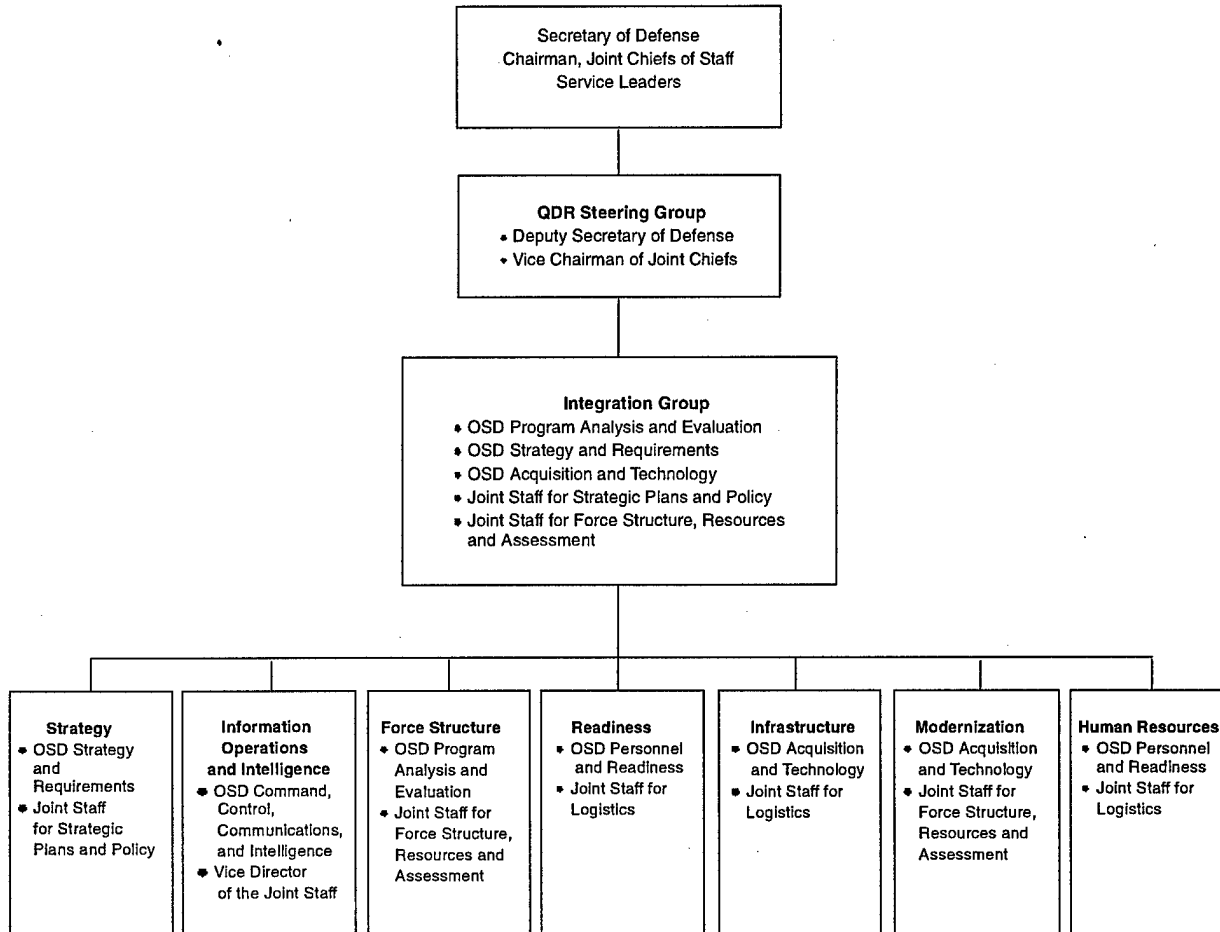 Secretary of Defense
Chairman, Joint Chiefs of Staff
Service Leaders
QDR Steering Group
• Deputy Secretary of Defense
• Vice Chairman of Joint Chiefs
Integration Group
• OSD Program Analysis and Evaluation
• OSD Strategy and Requirements
• OSD Acquisition and Technology
• Joint Staff for Strategic Plans and Policy
• Joint Staff for Force Structure, Resources
and Assessment
Strategy
• OSD Strategy
and
Requirements
• Joint Staff
for Strategic
Plans and Policy
Information
Operations
and Intelligence
• OSD Command,
Control,
Communications,
and Intelligence
• Vice Director
of the Joint Staff
Force Structure
• OSD Program
Analysis and
Evaluation
• Joint Staff for
Force Structure,
Resources and
Assessment
Readiness
• OSD Personnel
and Readiness
• Joint Staff for
Logistics
Infrastructure
• OSD Acquisition
and Technology
• Joint Staff for
Logistics
Modernization
• OSD Acquisition
and Technology
• Joint Staff for
Force Structure,
Resources and
Assessment
Human Resources
• OSD Personnel
and Readiness
• Joint Staff for
Logistics